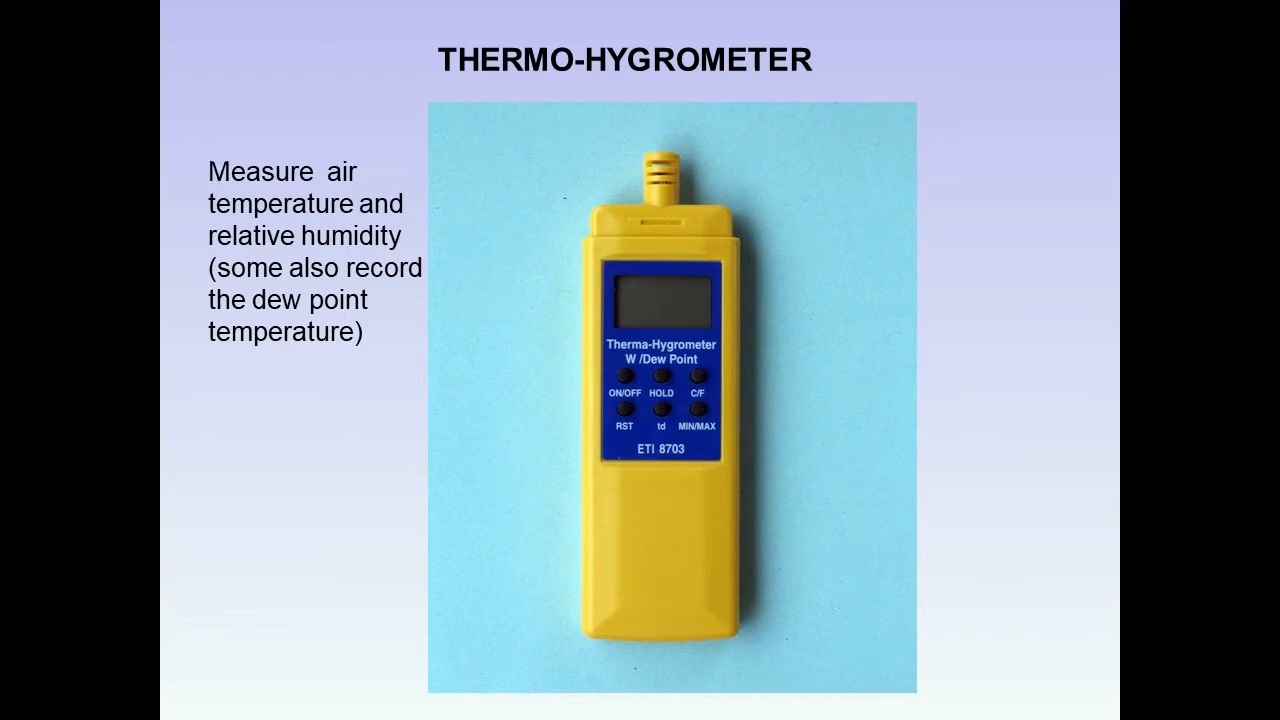 THERMO-HYGROMETER
Measure air
temperature and
relative humidity
(some also record
the dew point
temperature)
Therma-Hygrometer
W /Dew Point
ON/OFF HOLD C/F
RST td MIN/MAX
ETI 8703